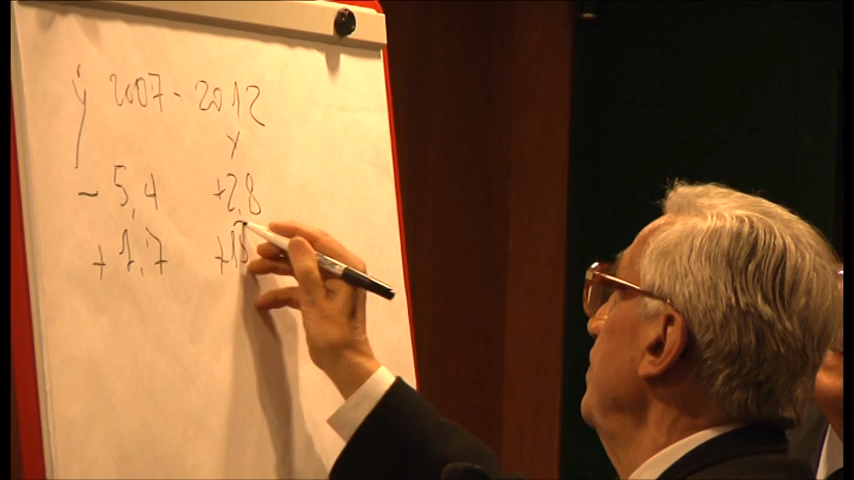 ẏ 2007 - 2012
y
- 5,4 +2,8
+1,7